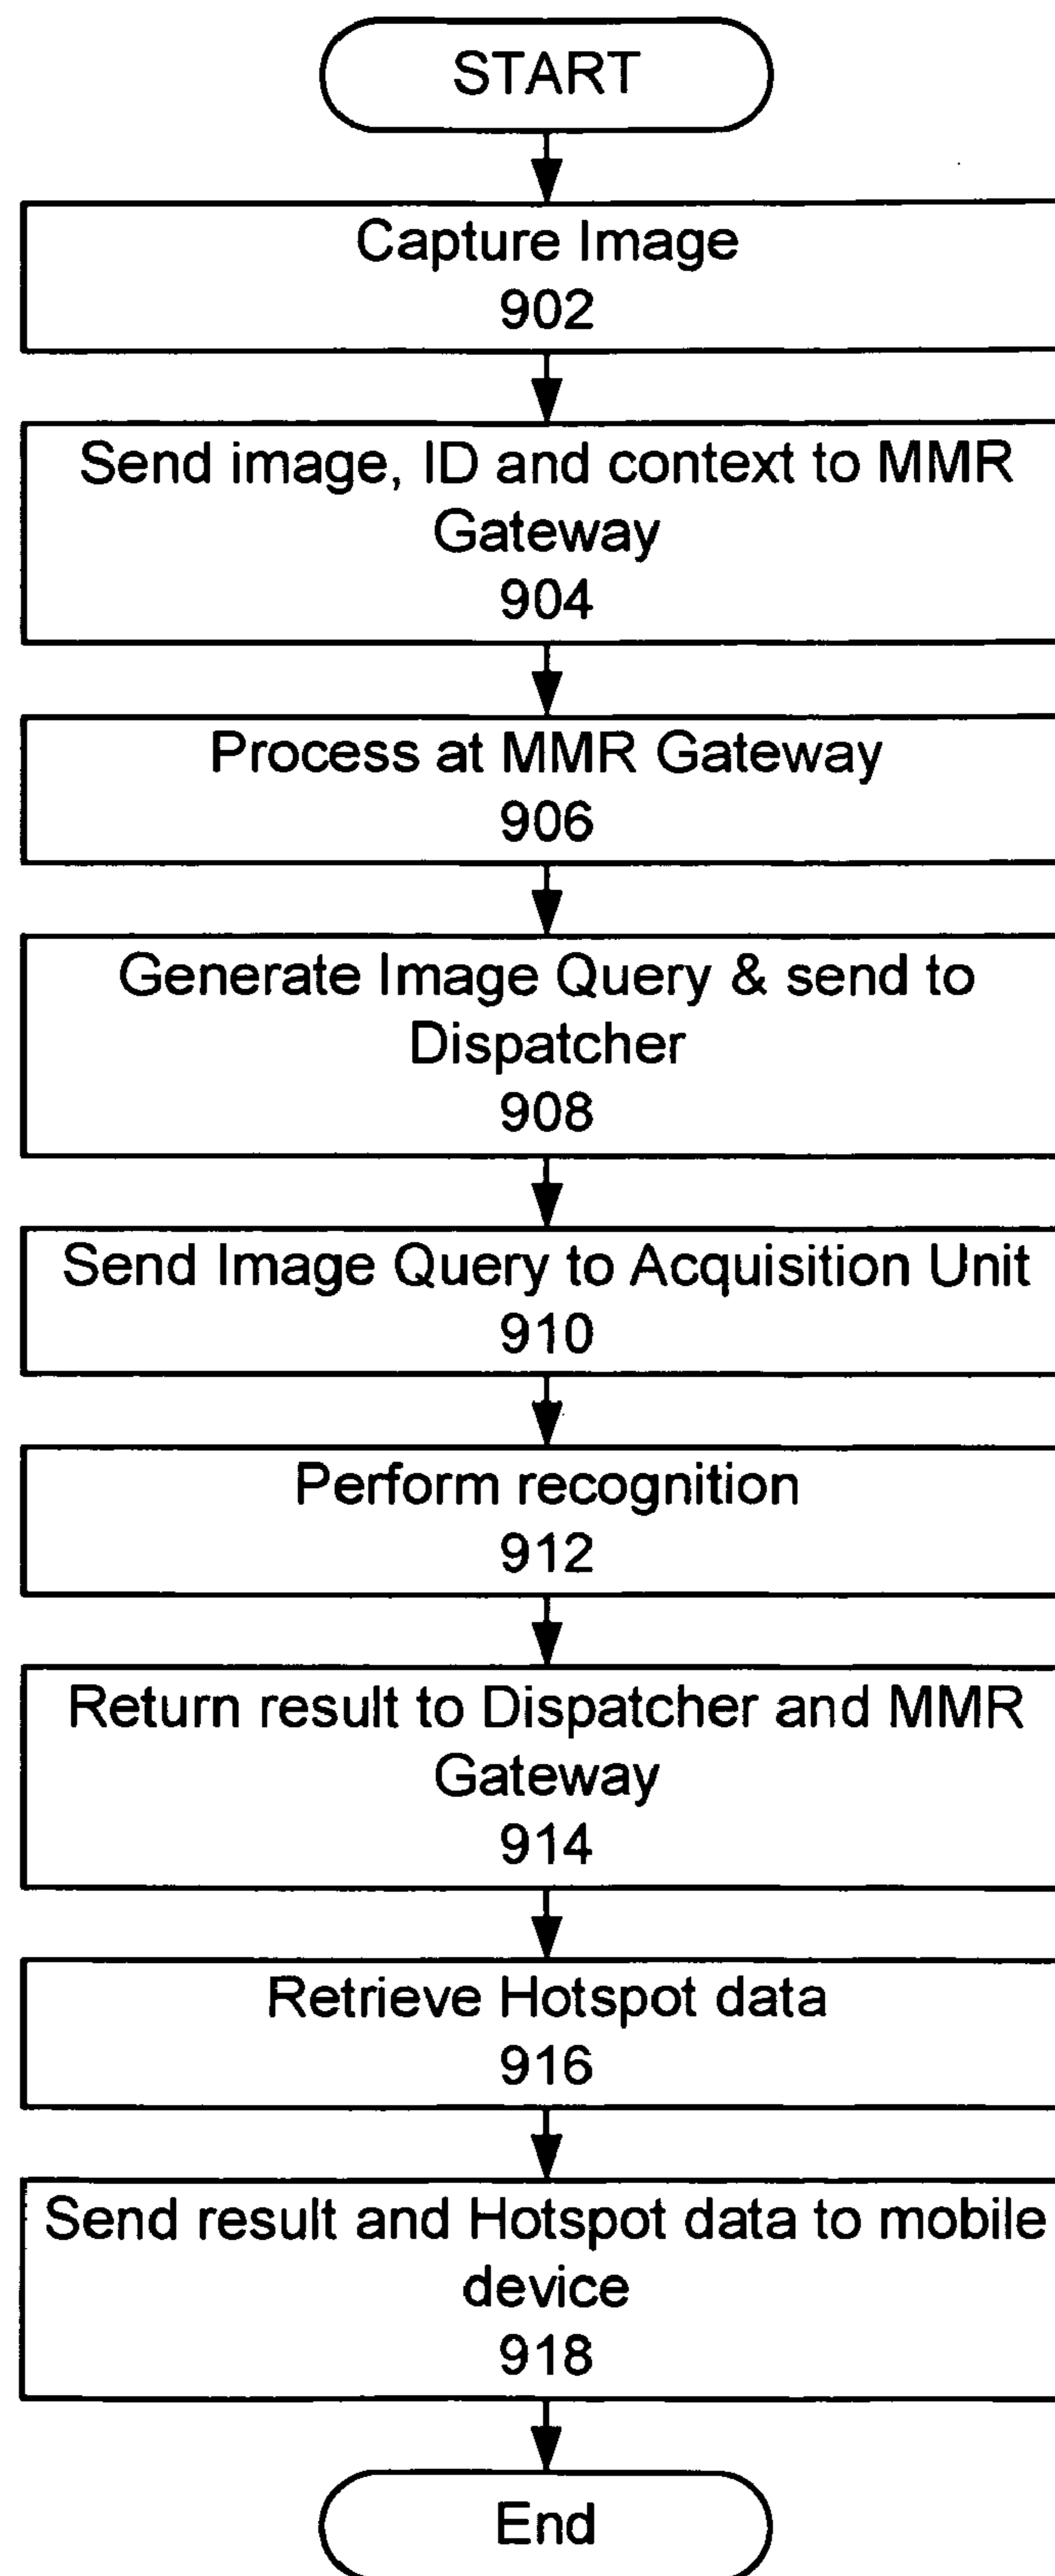 START
Capture Image
902
Send image, ID and context to MMR
Gateway
904
Process at MMR Gateway
906
Generate Image Query & send to
Dispatcher
908
Send Image Query to Acquisition Unit
910
Perform recognition
912
Return result to Dispatcher and MMR
Gateway
914
Retrieve Hotspot data
916
Send result and Hotspot data to mobile
device
918
End